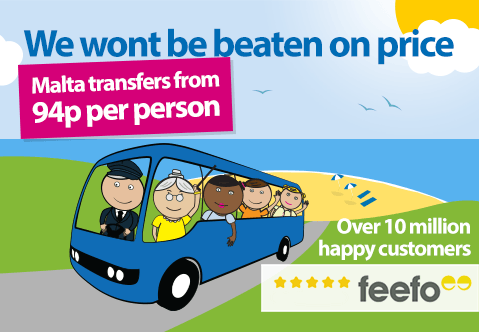 We wont be beaten on price
Malta transfers from
94p per person
Over 10 million
happy customers
feefo